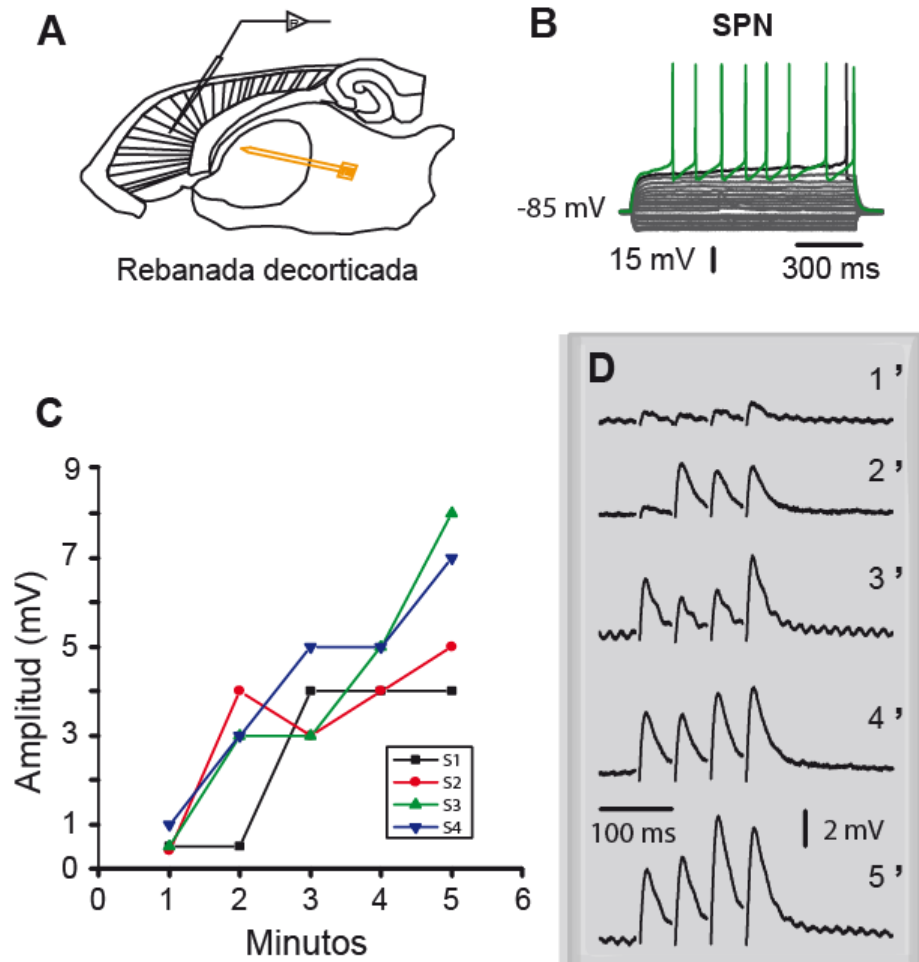 A
Rebanada decorticada
B
SPN
-85 mV
15 mV
300 ms
C
Amplitud (mV)
9
7
5
3
1
0
0 1 2 3 4 5 6
Minutos
S1
S2
S3
S4
D
1 ’
2 ’
3 ’
4 ’
100 ms
2 mV
5 ’